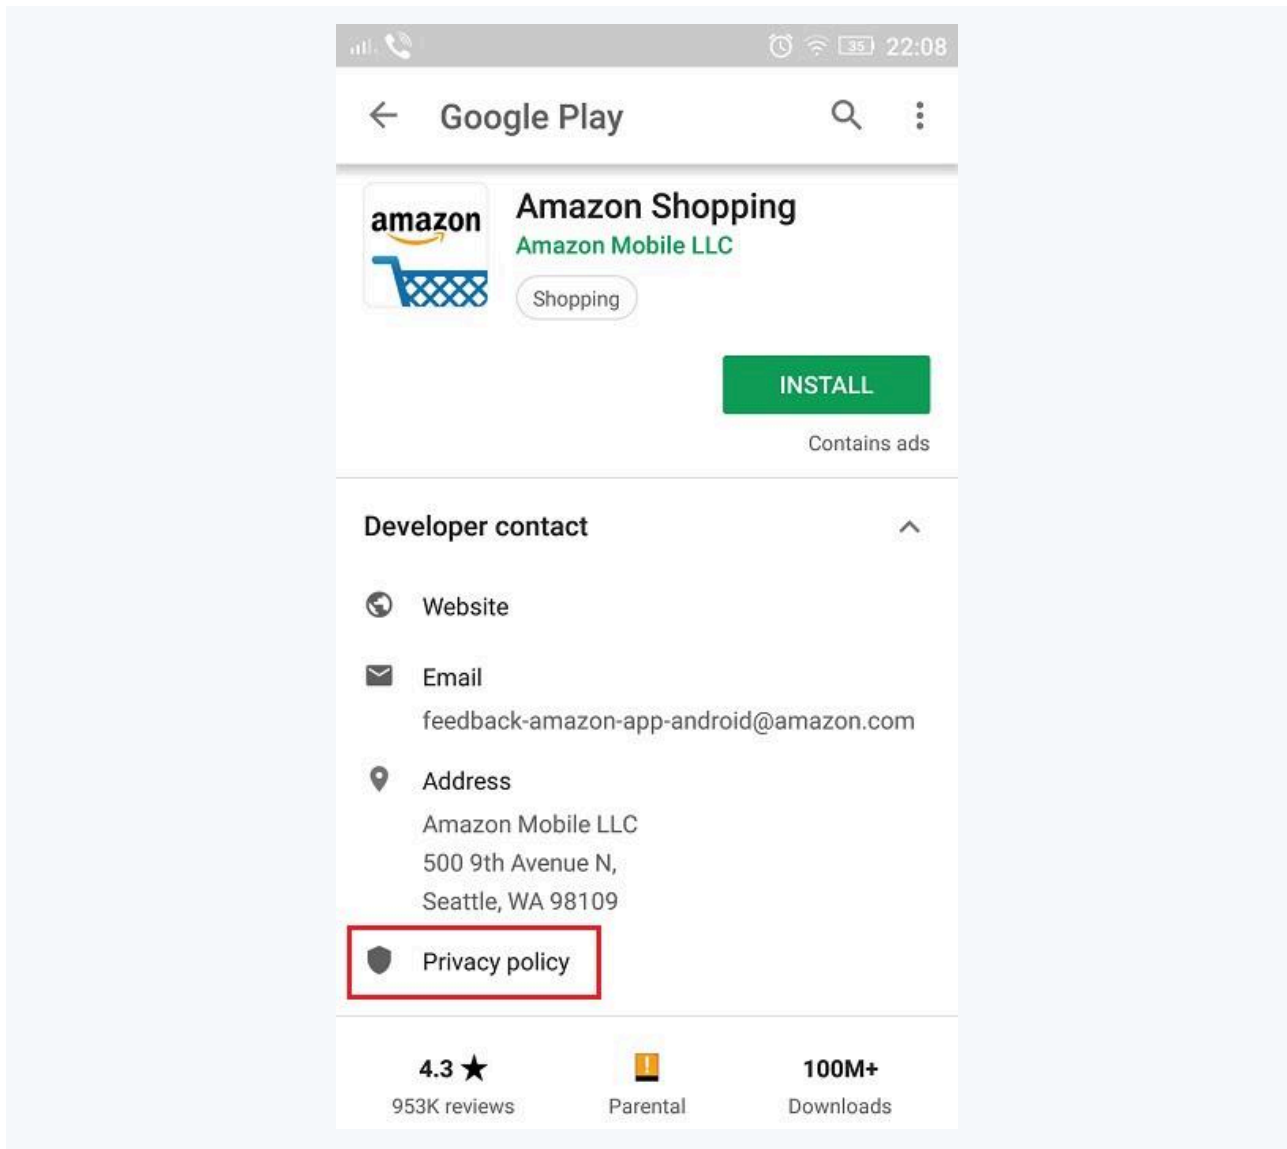 35 22:08
Google Play
amazon
Amazon Shopping
Amazon Mobile LLC
Shopping
INSTALL
Contains ads
Developer contact
Website
Email
feedback-amazon-app-android@amazon.com
Address
Amazon Mobile LLC
500 9th Avenue N,
Seattle, WA 98109
Privacy policy
4.3 ★ ! 100M+
953K reviews Parental Downloads